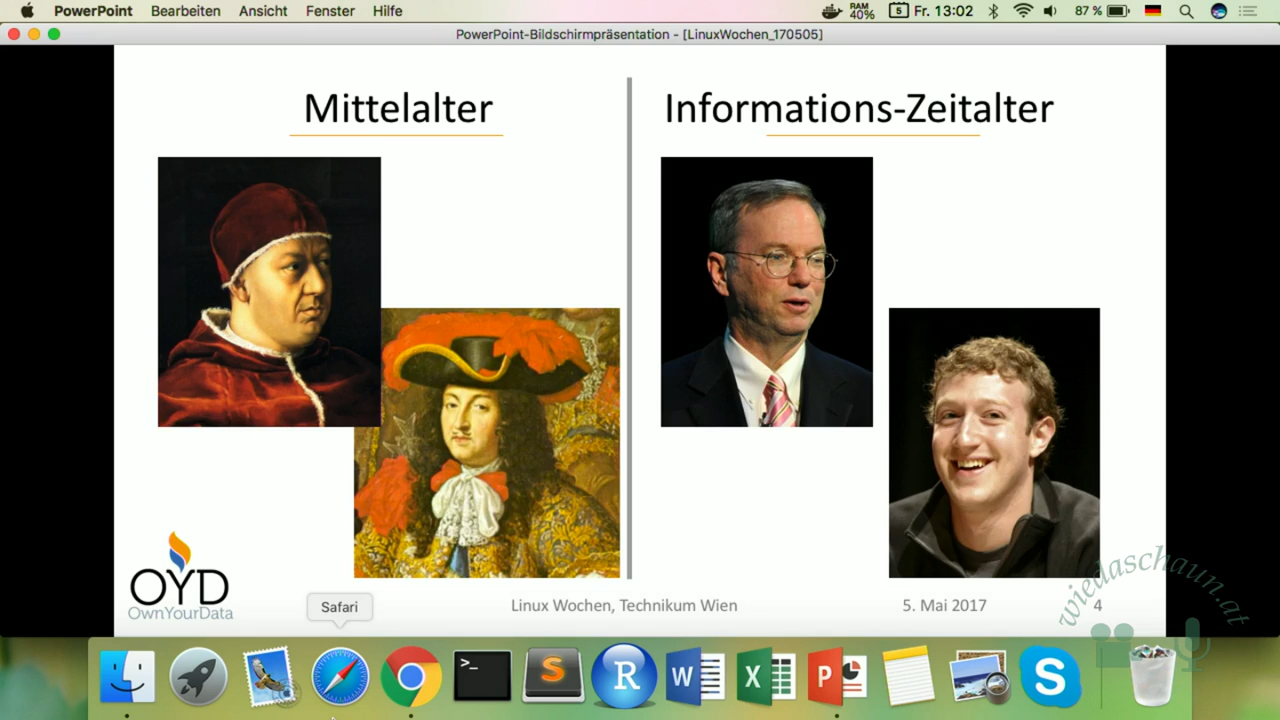 PowerPoint Bearbeiten Ansicht Fenster Hilfe RAM 40% 5 Fr. 13:02 87 %
PowerPoint-Bildschirmpräsentation - [LinuxWochen_170505]
Mittelalter
Informations-Zeitalter
OYD
OwnYourData
Safari
Linux Wochen, Technikum Wien
5. Mai 2017
4
wiedaschaun.at
>_
S
R
W
X
P
S